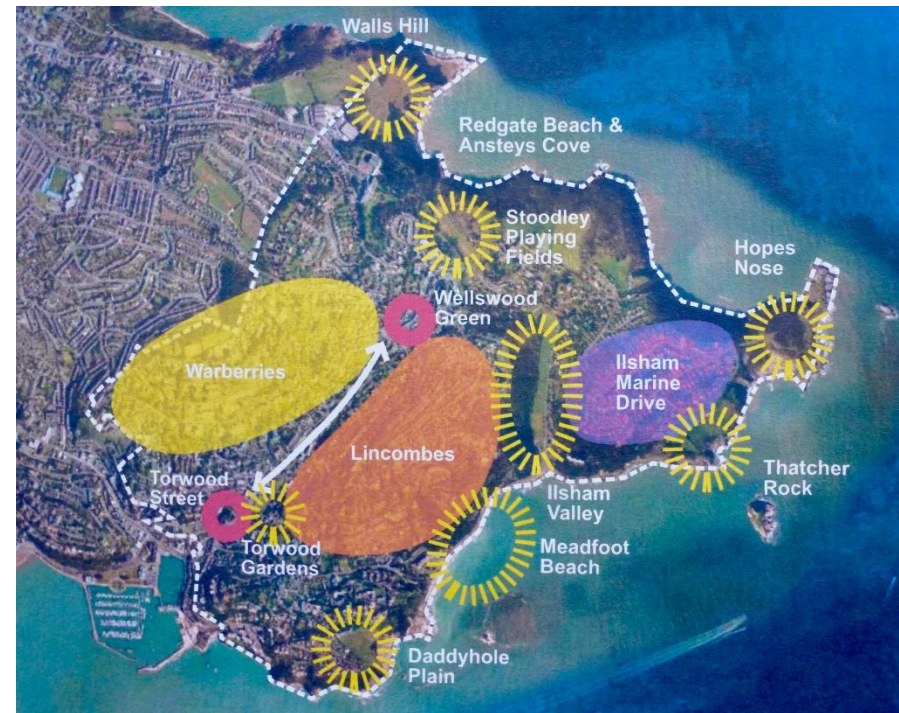 Walls Hill
Redgate Beach &
Ansteys Cove
Stoodley
Playing
Fields
Hopes
Nose
Wellswood
Green
Warberries
Ilsham
Marine
Drive
Lincombes
Torwood
Street
Thatcher
Rock
Ilsham
Valley
Torwood
Gardens
Meadfoot
Beach
Daddyhole
Plain